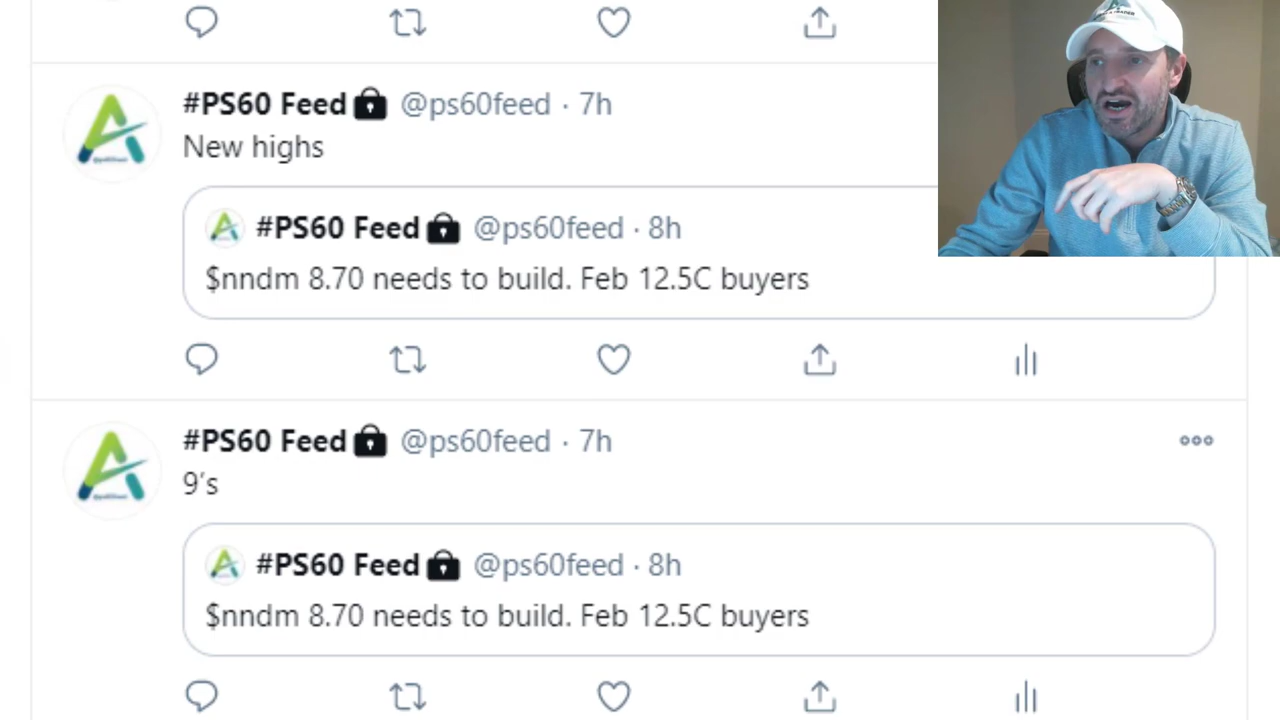 #PS60 Feed @ps60feed · 7h
New highs
#PS60 Feed @ps60feed · 8h
$nndm 8.70 needs to build. Feb 12.5C buyers
#PS60 Feed @ps60feed · 7h
9's
#PS60 Feed @ps60feed · 8h
$nndm 8.70 needs to build. Feb 12.5C buyers